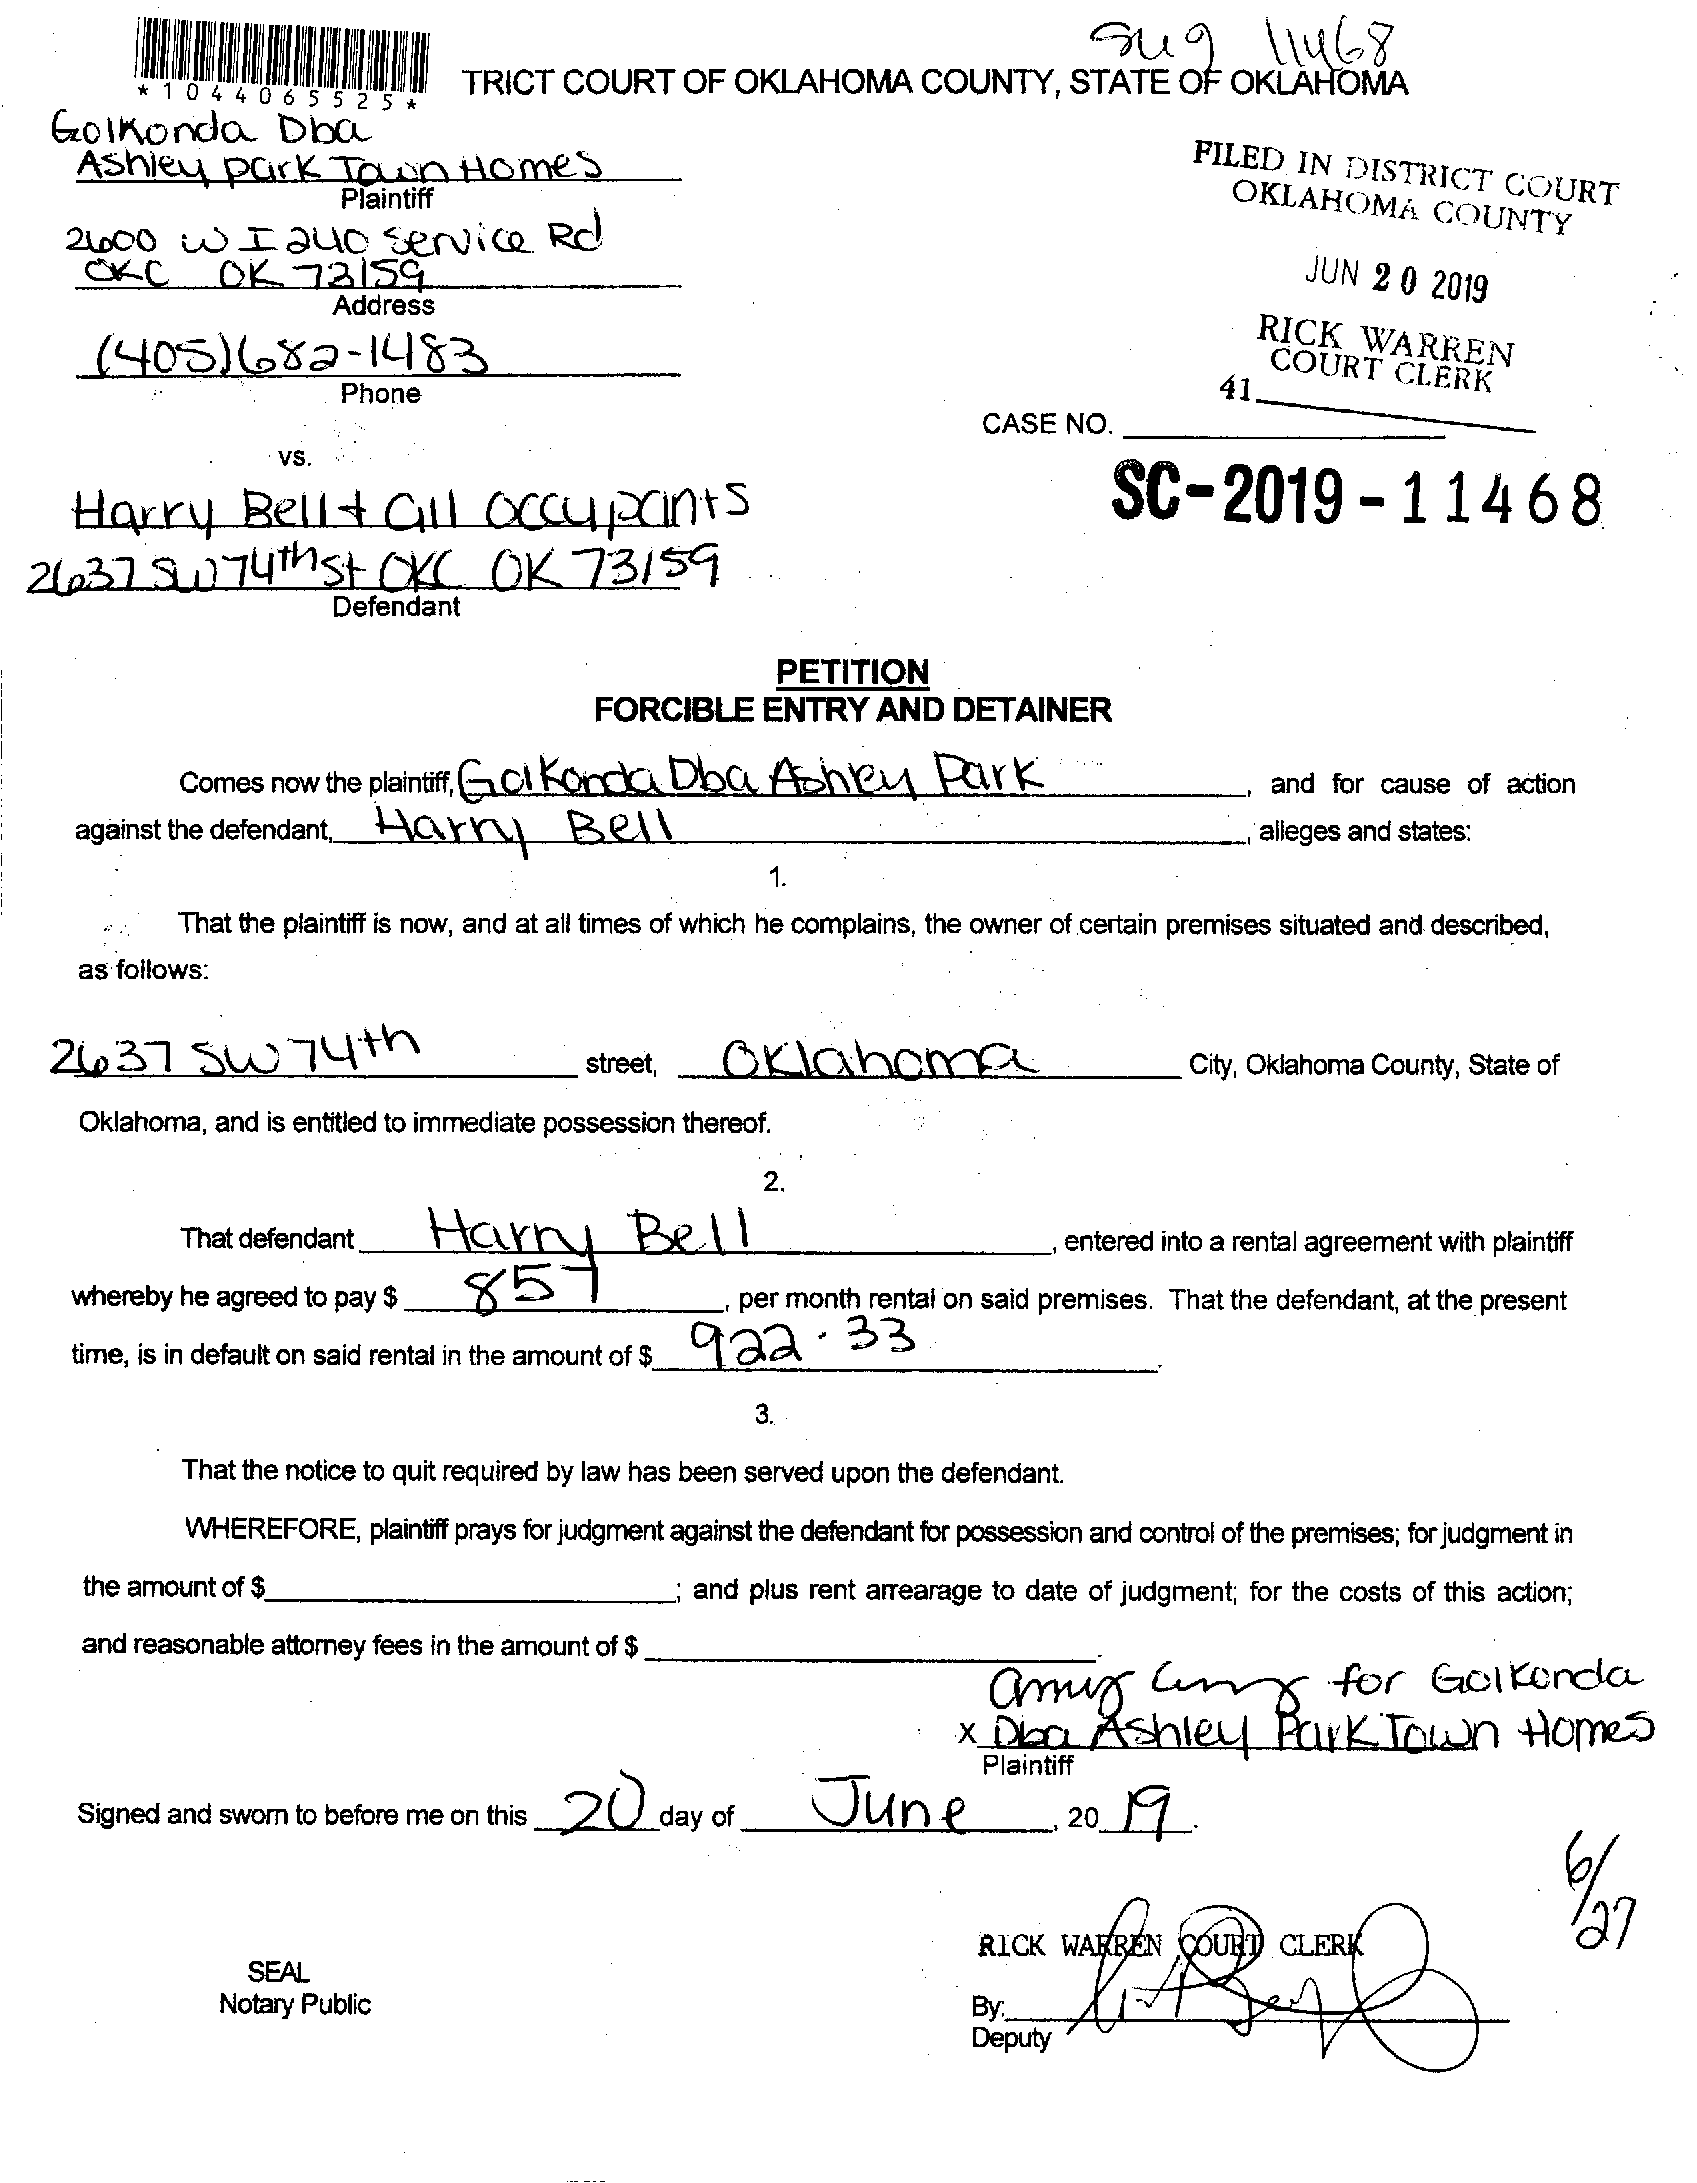 11468
*1044065525*
TRICT COURT OF OKLAHOMA COUNTY, STATE OF OKLAHOMA
Golkonda Dba
Ashley park Town Homes
Plaintiff
FILED IN DISTRICT COURT
OKLAHOMA COUNTY
2600 W I 240 Service Rd
OKC OK 73159
Address
JUN 20 2019
(405)682-1483
Phone
RICK WARREN
COURT CLERK
41
CASE NO.
vs.
SC-2019-11468
Harry Bell + all occupants
2637 SW 74th St OKC OK 73159
Defendant
PETITION
FORCIBLE ENTRY AND DETAINER
Comes now the plaintiff, Golkonda Dba Ashley Park, and for cause of action
against the defendant, Harry Bell, alleges and states:
1.
That the plaintiff is now, and at all times of which he complains, the owner of certain premises situated and described,
as follows:
2637 SW 74th street, Oklahoma City, Oklahoma County, State of
Oklahoma, and is entitled to immediate possession thereof.
2.
That defendant Harry Bell, entered into a rental agreement with plaintiff
whereby he agreed to pay $ 857, per month rental on said premises. That the defendant, at the present
time, is in default on said rental in the amount of $ 922.33.
3.
That the notice to quit required by law has been served upon the defendant.
WHEREFORE, plaintiff prays for judgment against the defendant for possession and control of the premises; for judgment in
the amount of $ ; and plus rent arrearage to date of judgment; for the costs of this action;
and reasonable attorney fees in the amount of $ .
for Golkonda
x Dba Ashley Park Town Homes
Plaintiff
Signed and sworn to before me on this 20 day of June, 2019.
6/27
RICK WARREN COURT CLERK
SEAL
Notary Public
By:
Deputy